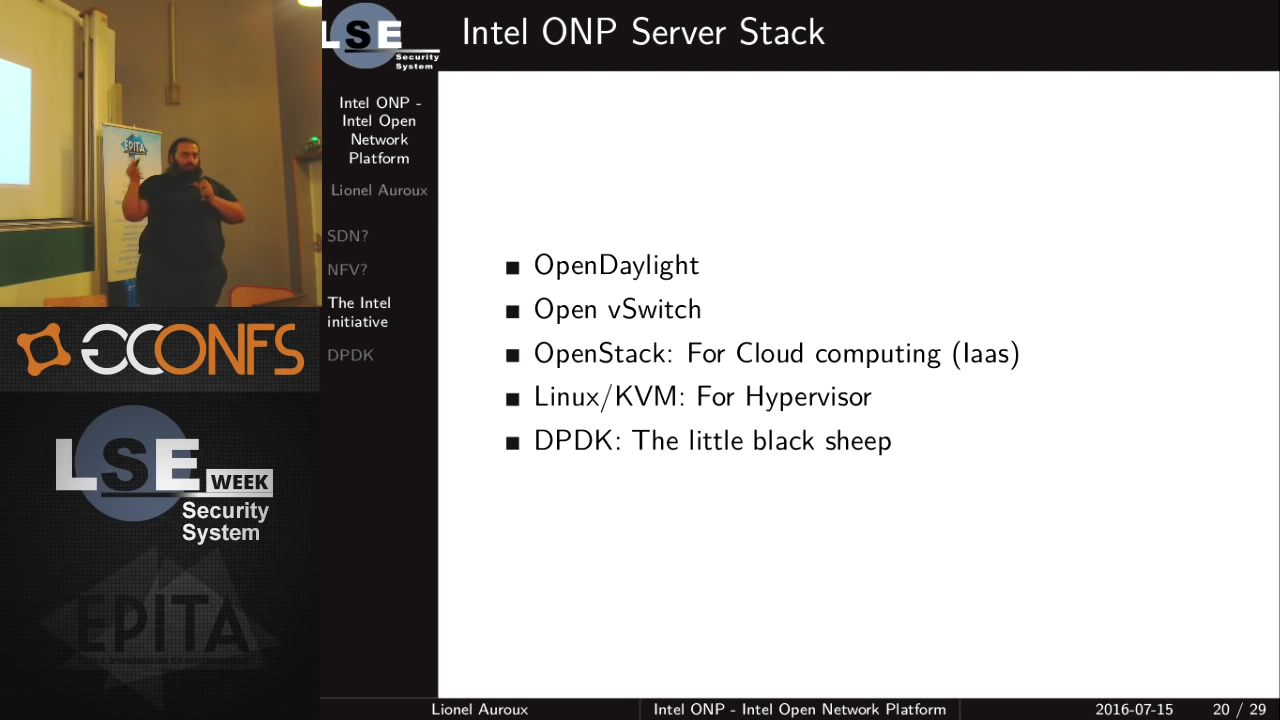 LSE
Security
System
Intel ONP Server Stack
Intel ONP -
Intel Open
Network
Platform
Lionel Auroux
SDN?
NFV?
The Intel
initiative
DPDK
OpenDaylight
Open vSwitch
OpenStack: For Cloud computing (Iaas)
Linux/KVM: For Hypervisor
DPDK: The little black sheep
EPITA
GCONFS
LSE WEEK
Security
System
EPITA
Lionel Auroux
Intel ONP - Intel Open Network Platform
2016-07-15
20 / 29